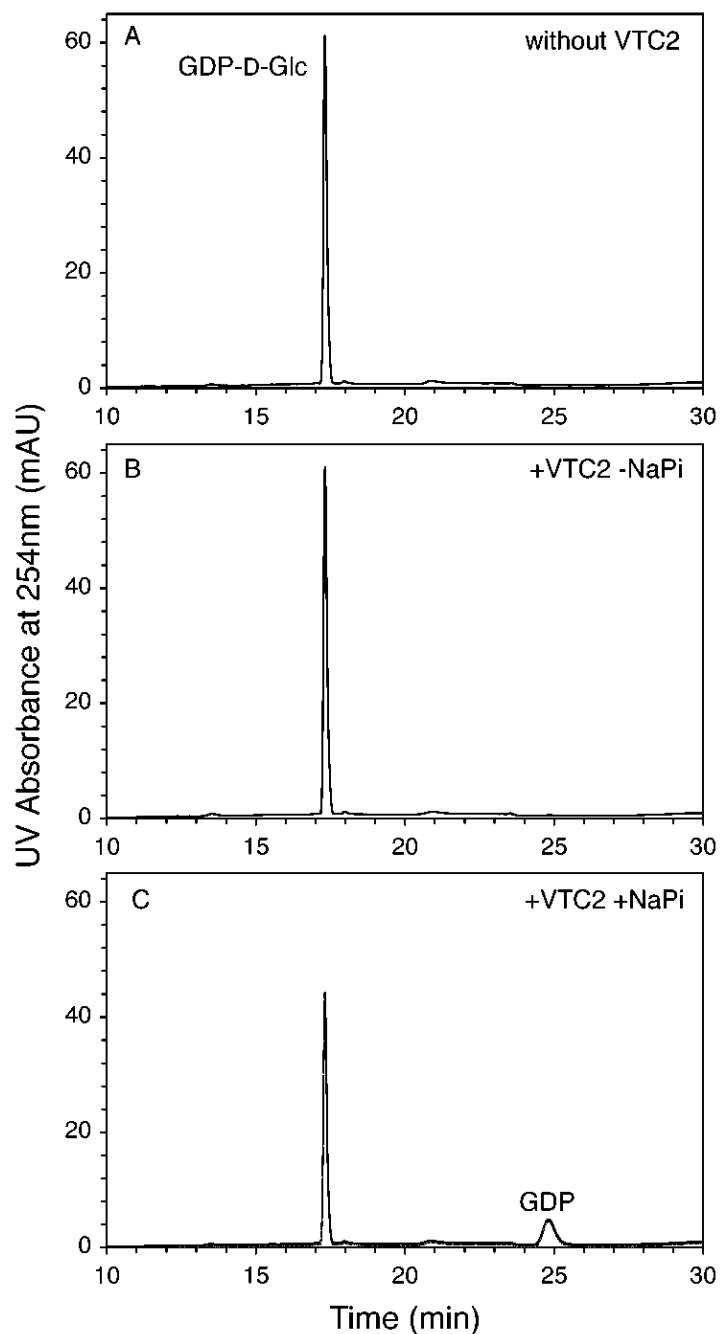 UV Absorbance at 254nm (mAU)
A
without VTC2
GDP-D-Glc
60
40
20
0
10 15 20 25 30
B
+VTC2 -NaPi
60
40
20
0
10 15 20 25 30
C
+VTC2 +NaPi
60
40
20
GDP
0
10 15 20 25 30
Time (min)